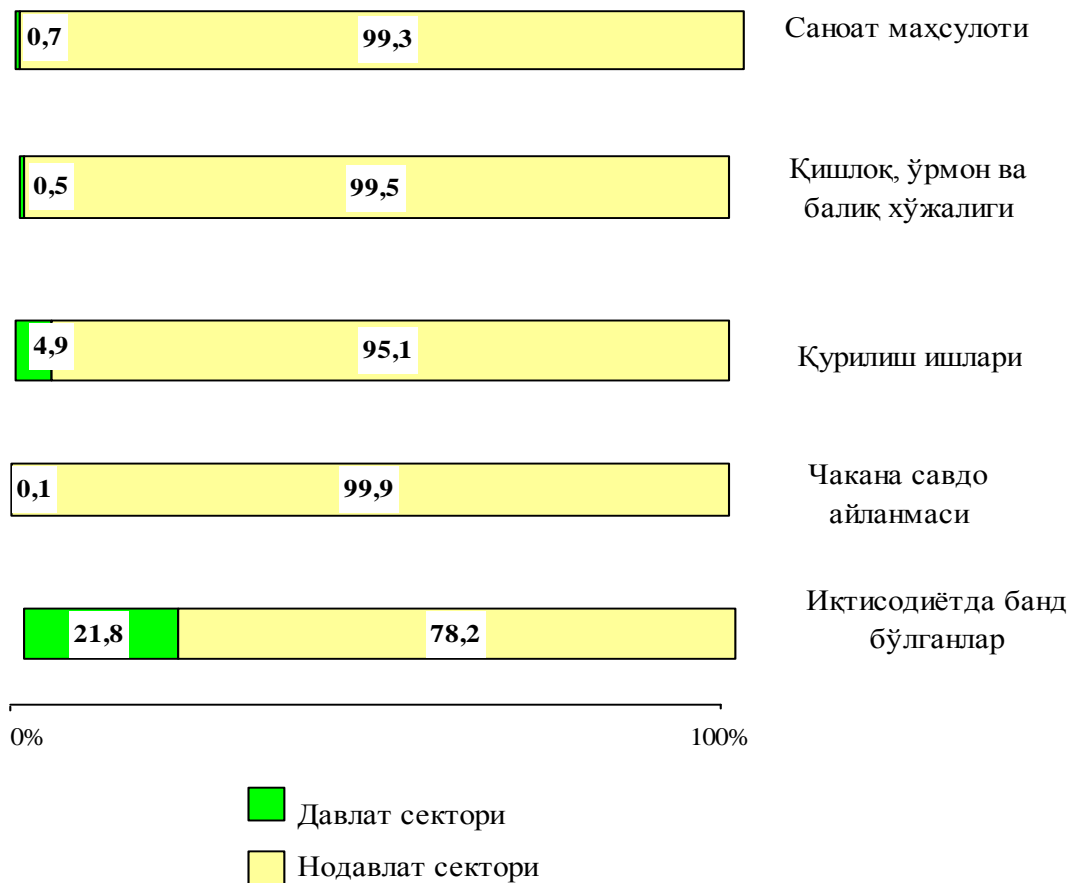 0,7 99,3 Саноат маҳсулоти
0,5 99,5 Қишлоқ, ўрмон ва
балиқ хўжалиги
4,9 95,1 Қурилиш ишлари
0,1 99,9 Чакана савдо
айланмаси
21,8 78,2 Иқтисодиётда банд
бўлганлар
0% 100%
Давлат сектори
Нодавлат сектори